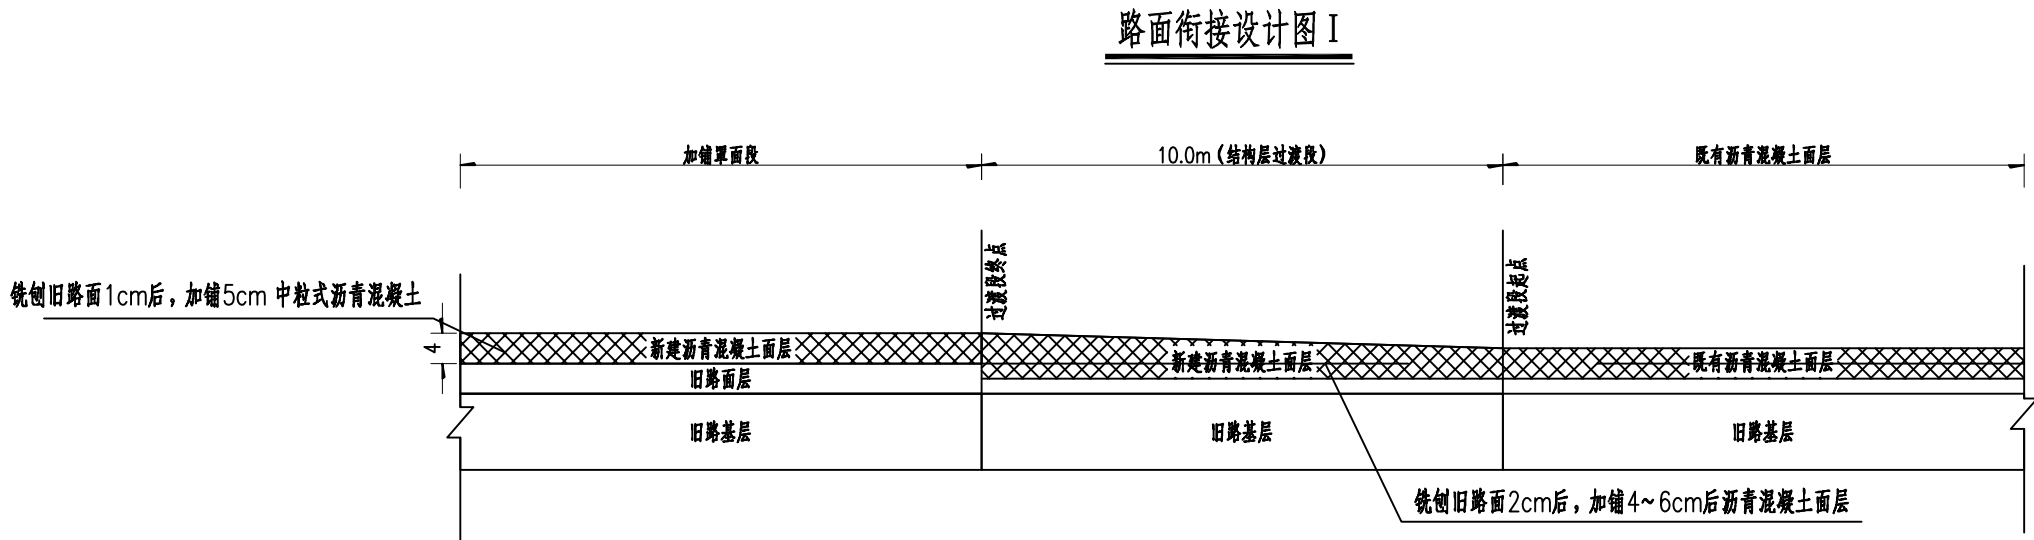 路面衔接设计图 I
加铺罩面段
10.0m(结构层过渡段)
既有沥青混凝土面层
过渡段终点
过渡段起点
铣刨旧路面1cm后，加铺5cm 中粒式沥青混凝土
4
新建沥青混凝土面层
新建沥青混凝土面层
既有沥青混凝土面层
旧路面层
旧路基层
旧路基层
旧路基层
铣刨旧路面2cm后，加铺4~6cm后沥青混凝土面层